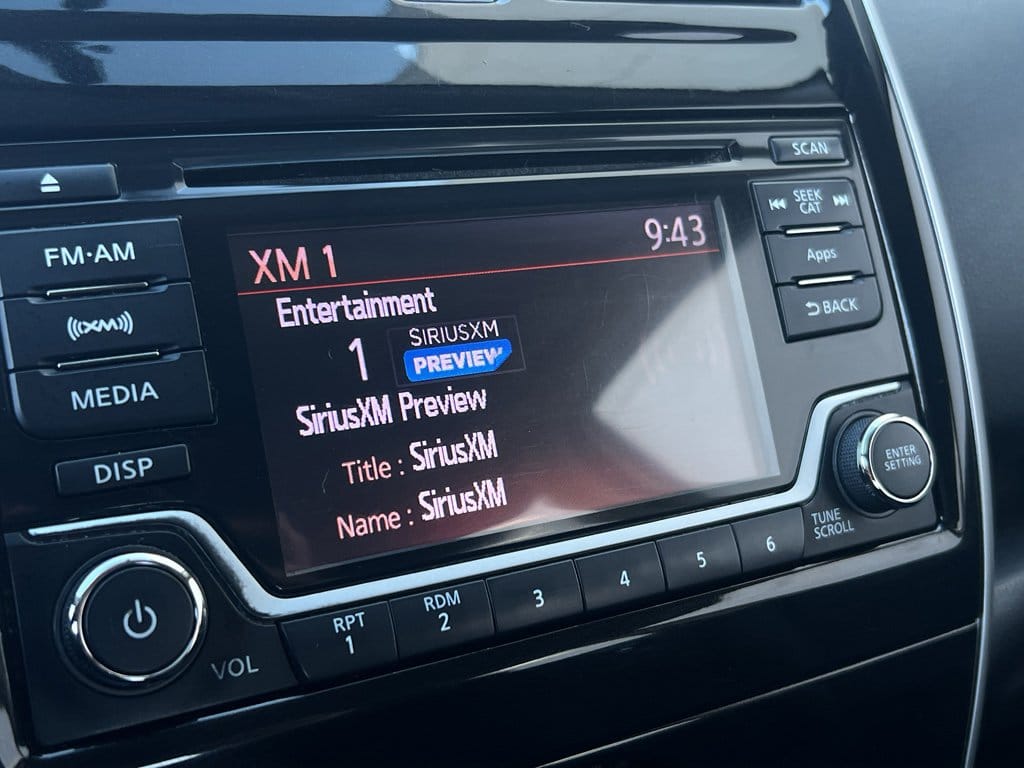 SCAN
SEEK
CAT
FM·AM
XM 1
9:43
Apps
Entertainment
((XM))
BACK
1
SIRIUSXM
PREVIEW
MEDIA
SiriusXM Preview
DISP
Title : SiriusXM
ENTER
SETTING
Name : SiriusXM
TUNE
SCROLL
VOL
RPT
1
RDM
2
3
4
5
6